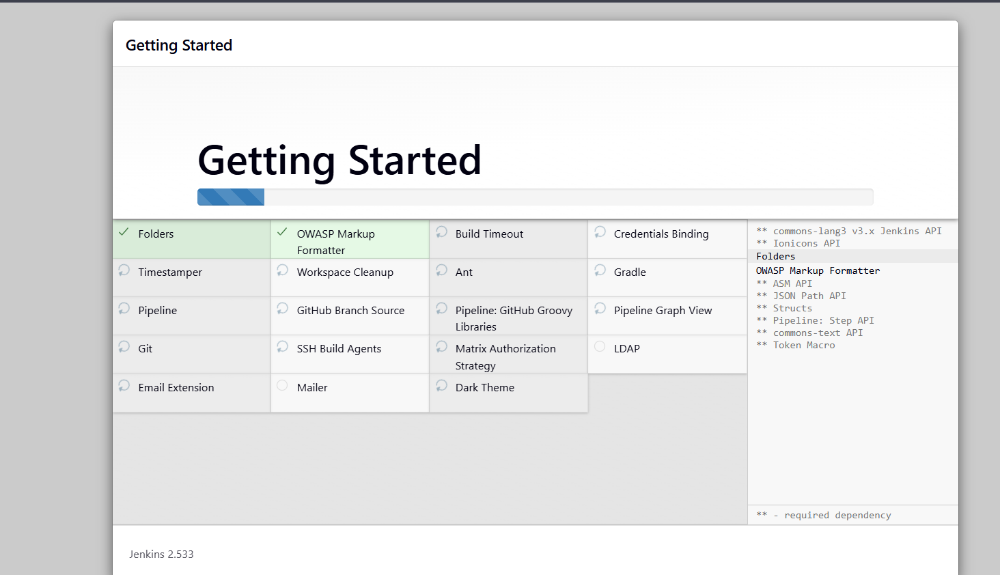 Getting Started
Getting Started
Folders
OWASP Markup
Formatter
Build Timeout
Credentials Binding
Timestamper
Workspace Cleanup
Ant
Gradle
Pipeline
GitHub Branch Source
Pipeline: GitHub Groovy
Libraries
Pipeline Graph View
Git
SSH Build Agents
Matrix Authorization
Strategy
LDAP
Email Extension
Mailer
Dark Theme
** commons-lang3 v3.x Jenkins API
** Ionicons API
Folders
OWASP Markup Formatter
** ASM API
** JSON Path API
** Structs
** Pipeline: Step API
** commons-text API
** Token Macro
** - required dependency
Jenkins 2.533